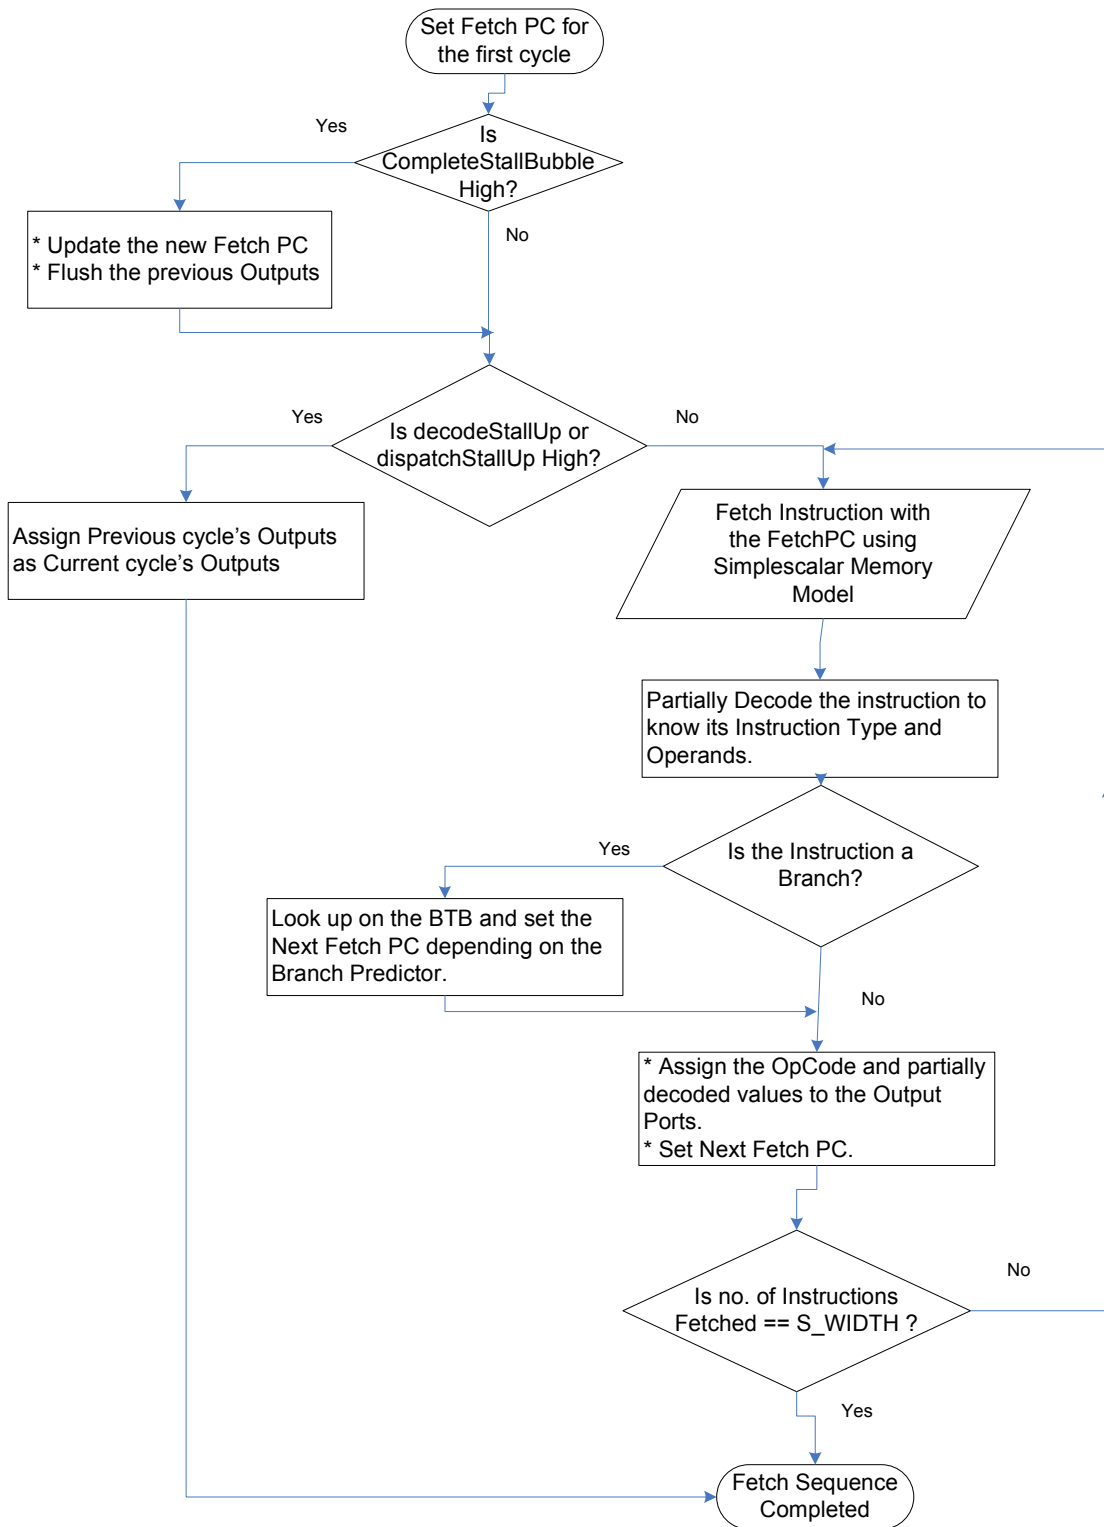 Set Fetch PC for
the first cycle
Yes
Is
CompleteStallBubble
High?
No
* Update the new Fetch PC
* Flush the previous Outputs
Yes
Is decodeStallUp or
dispatchStallUp High?
No
Assign Previous cycle's Outputs
as Current cycle's Outputs
Fetch Instruction with
the FetchPC using
Simplescalar Memory
Model
Partially Decode the instruction to
know its Instruction Type and
Operands.
Yes
Is the Instruction a
Branch?
Look up on the BTB and set the
Next Fetch PC depending on the
Branch Predictor.
No
* Assign the OpCode and partially
decoded values to the Output
Ports.
* Set Next Fetch PC.
Is no. of Instructions
Fetched == S_WIDTH ?
No
Yes
Fetch Sequence
Completed